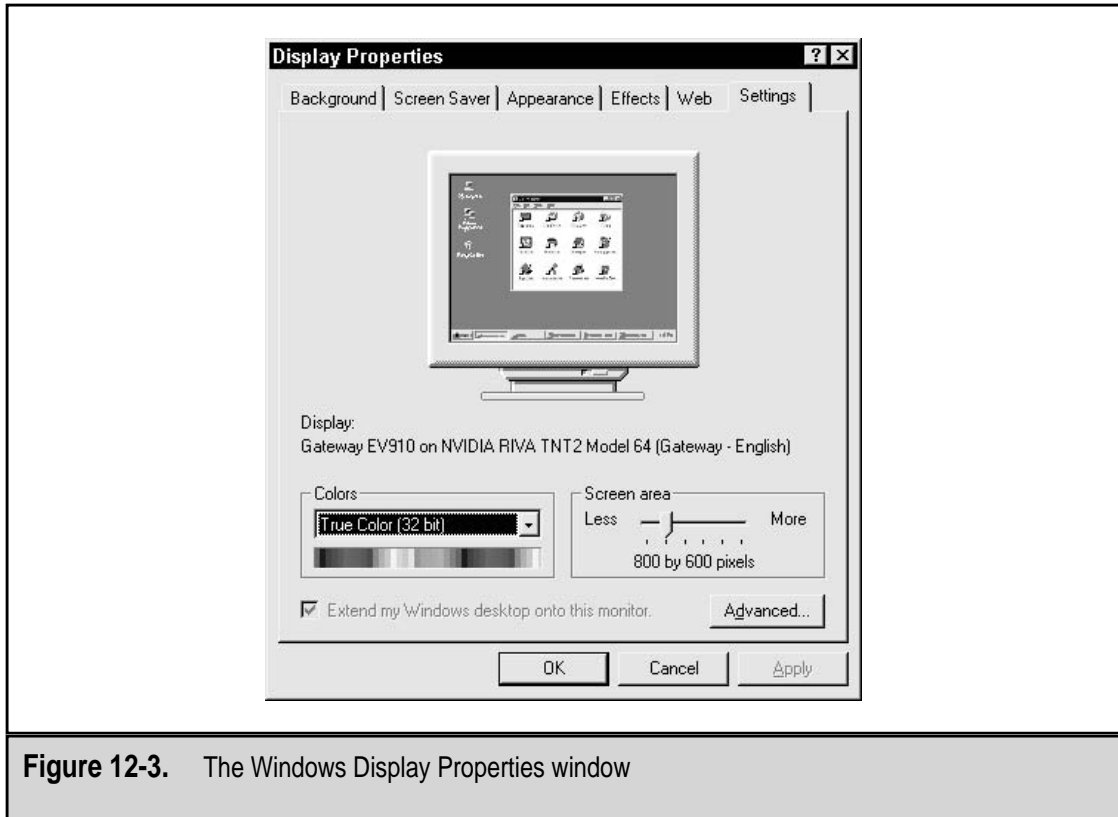 Display Properties
Background Screen Saver Appearance Effects Web Settings
Display:
Gateway EV910 on NVIDIA RIVA TNT2 Model 64 (Gateway - English)
Colors
True Color (32 bit)
Screen area
Less More
800 by 600 pixels
Extend my Windows desktop onto this monitor.
Advanced...
OK Cancel Apply
Figure 12-3. The Windows Display Properties window